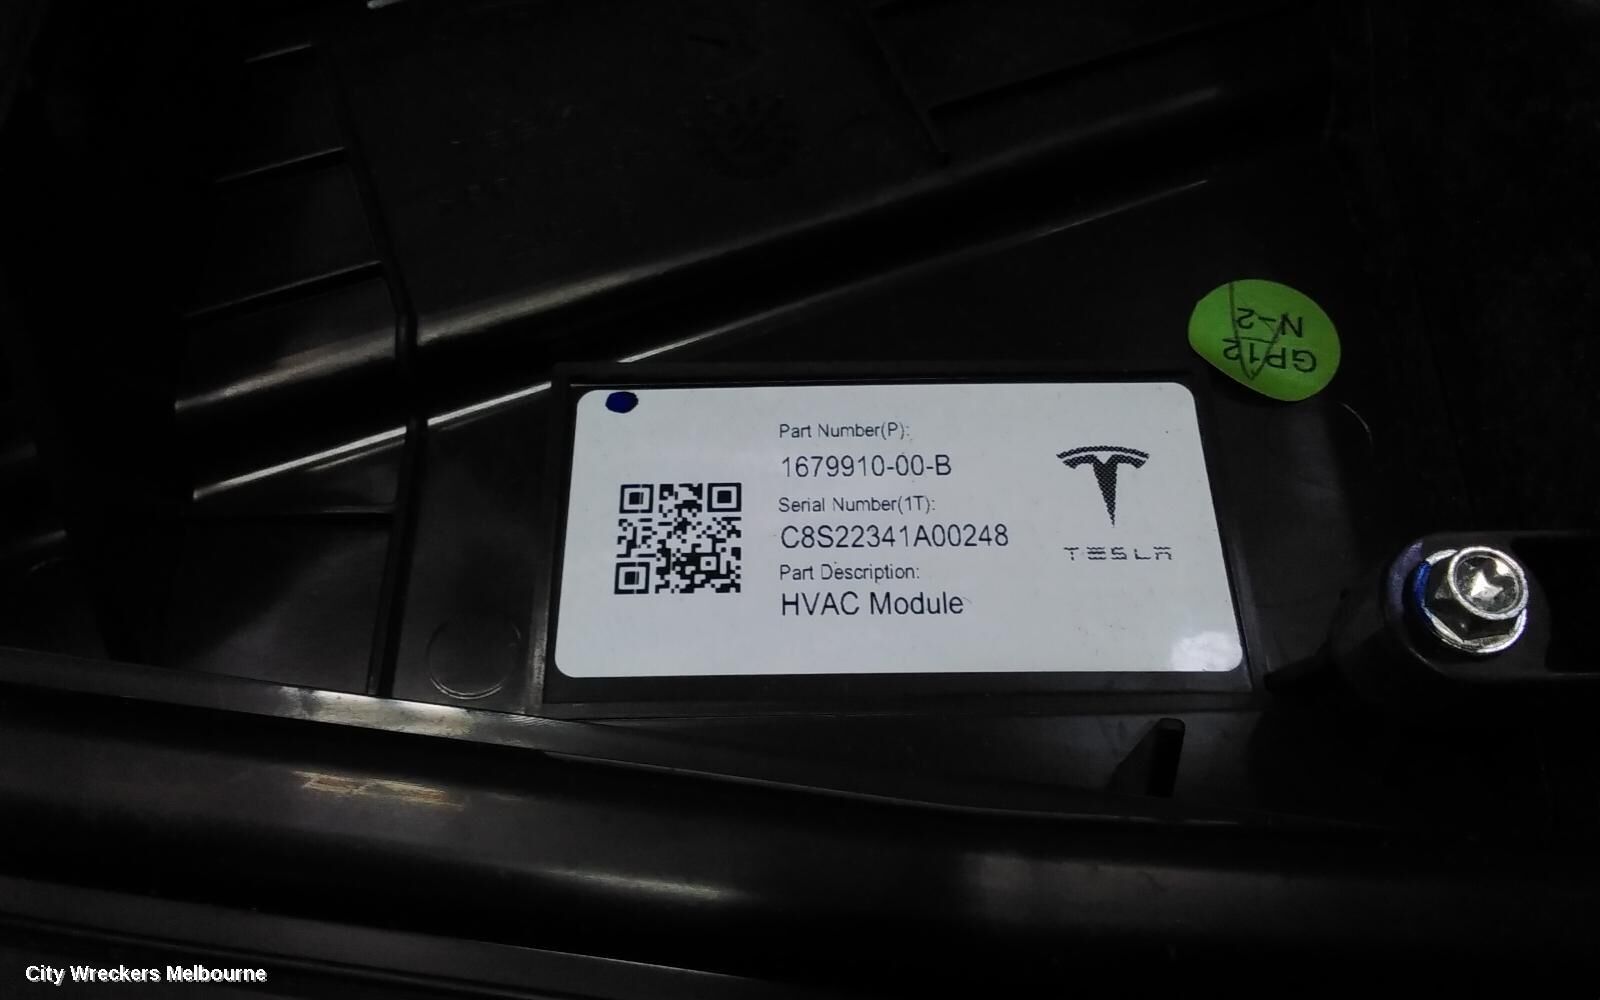 Part Number(P):
1679910-00-B
Serial Number(1T):
C8S22341A00248
Part Description:
HVAC Module
TESLA
GP12
N-2
City Wreckers Melbourne